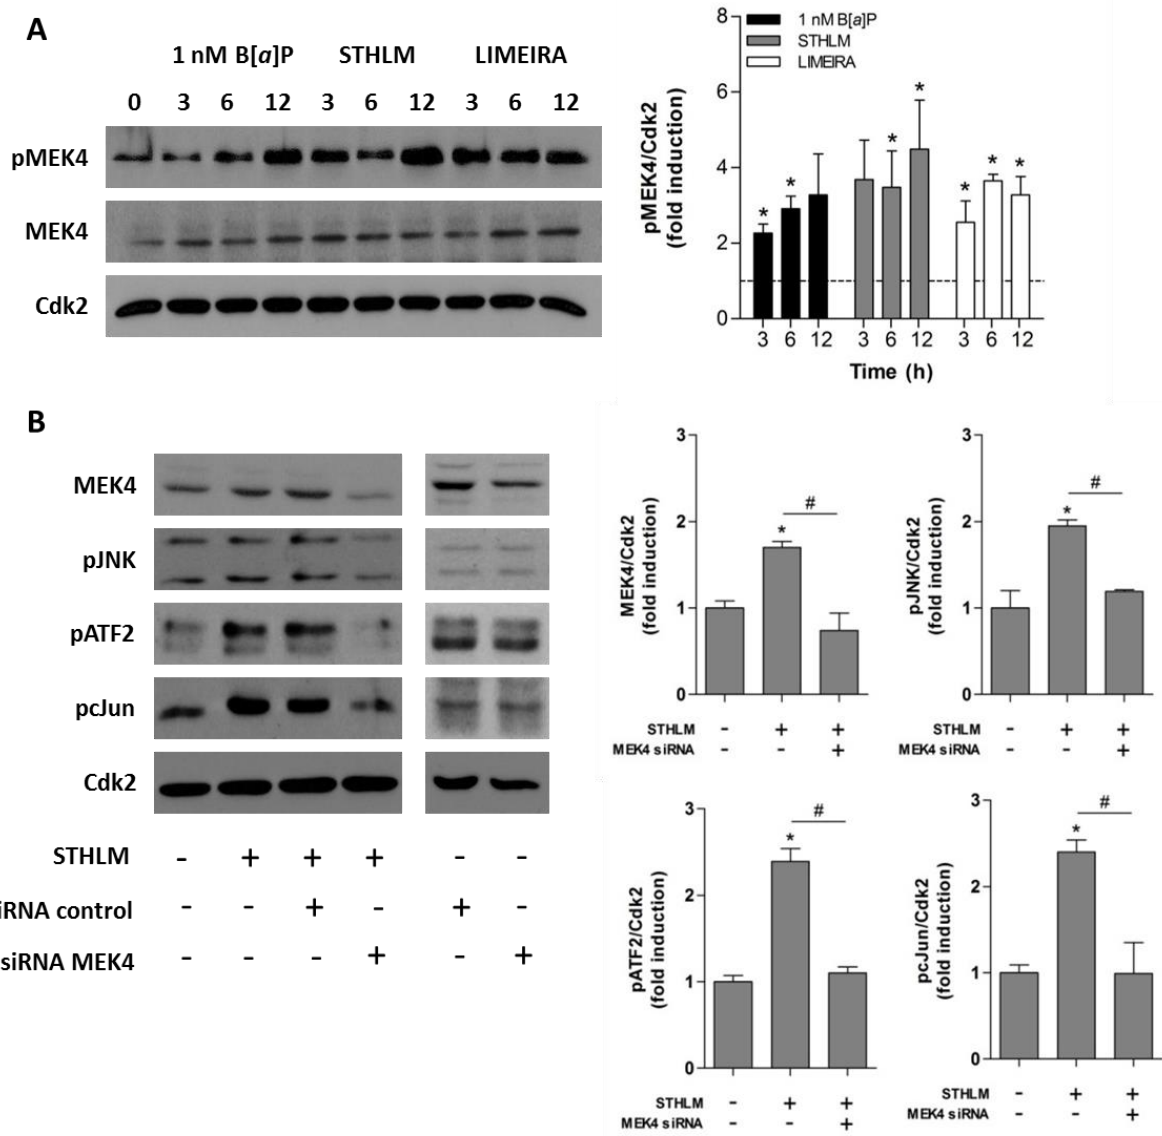 A
1 nM B[a]P STHLM LIMEIRA
0 3 6 12 3 6 12 3 6 12
pMEK4
MEK4
Cdk2
8
6
4
2
0
pMEK4/Cdk2
(fold induction)
1 nM B[a]P
STHLM
LIMEIRA
* * * * * * *
3 6 12 3 6 12 3 6 12
Time (h)
B
MEK4
pJNK
pATF2
pcJun
Cdk2
STHLM - + + + - -
iRNA control - - + - + -
siRNA MEK4 - - - + - +
3
2
1
0
MEK4/Cdk2
(fold induction)
#
*
STHLM - + +
MEK4 siRNA - - +
3
2
1
0
pJNK/Cdk2
(fold induction)
#
*
STHLM - + +
MEK4 siRNA - - +
3
2
1
0
pATF2/Cdk2
(fold induction)
#
*
STHLM - + +
MEK4 siRNA - - +
3
2
1
0
pcJun/Cdk2
(fold induction)
#
*
STHLM - + +
MEK4 siRNA - - +